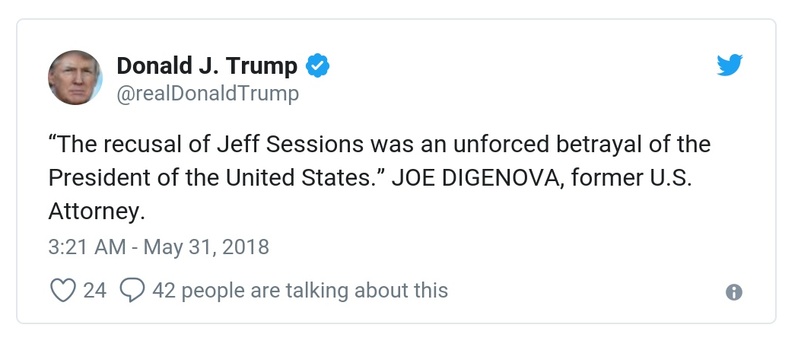 Donald J. Trump
@realDonaldTrump
“The recusal of Jeff Sessions was an unforced betrayal of the
President of the United States.” JOE DIGENOVA, former U.S.
Attorney.
3:21 AM - May 31, 2018
24 42 people are talking about this